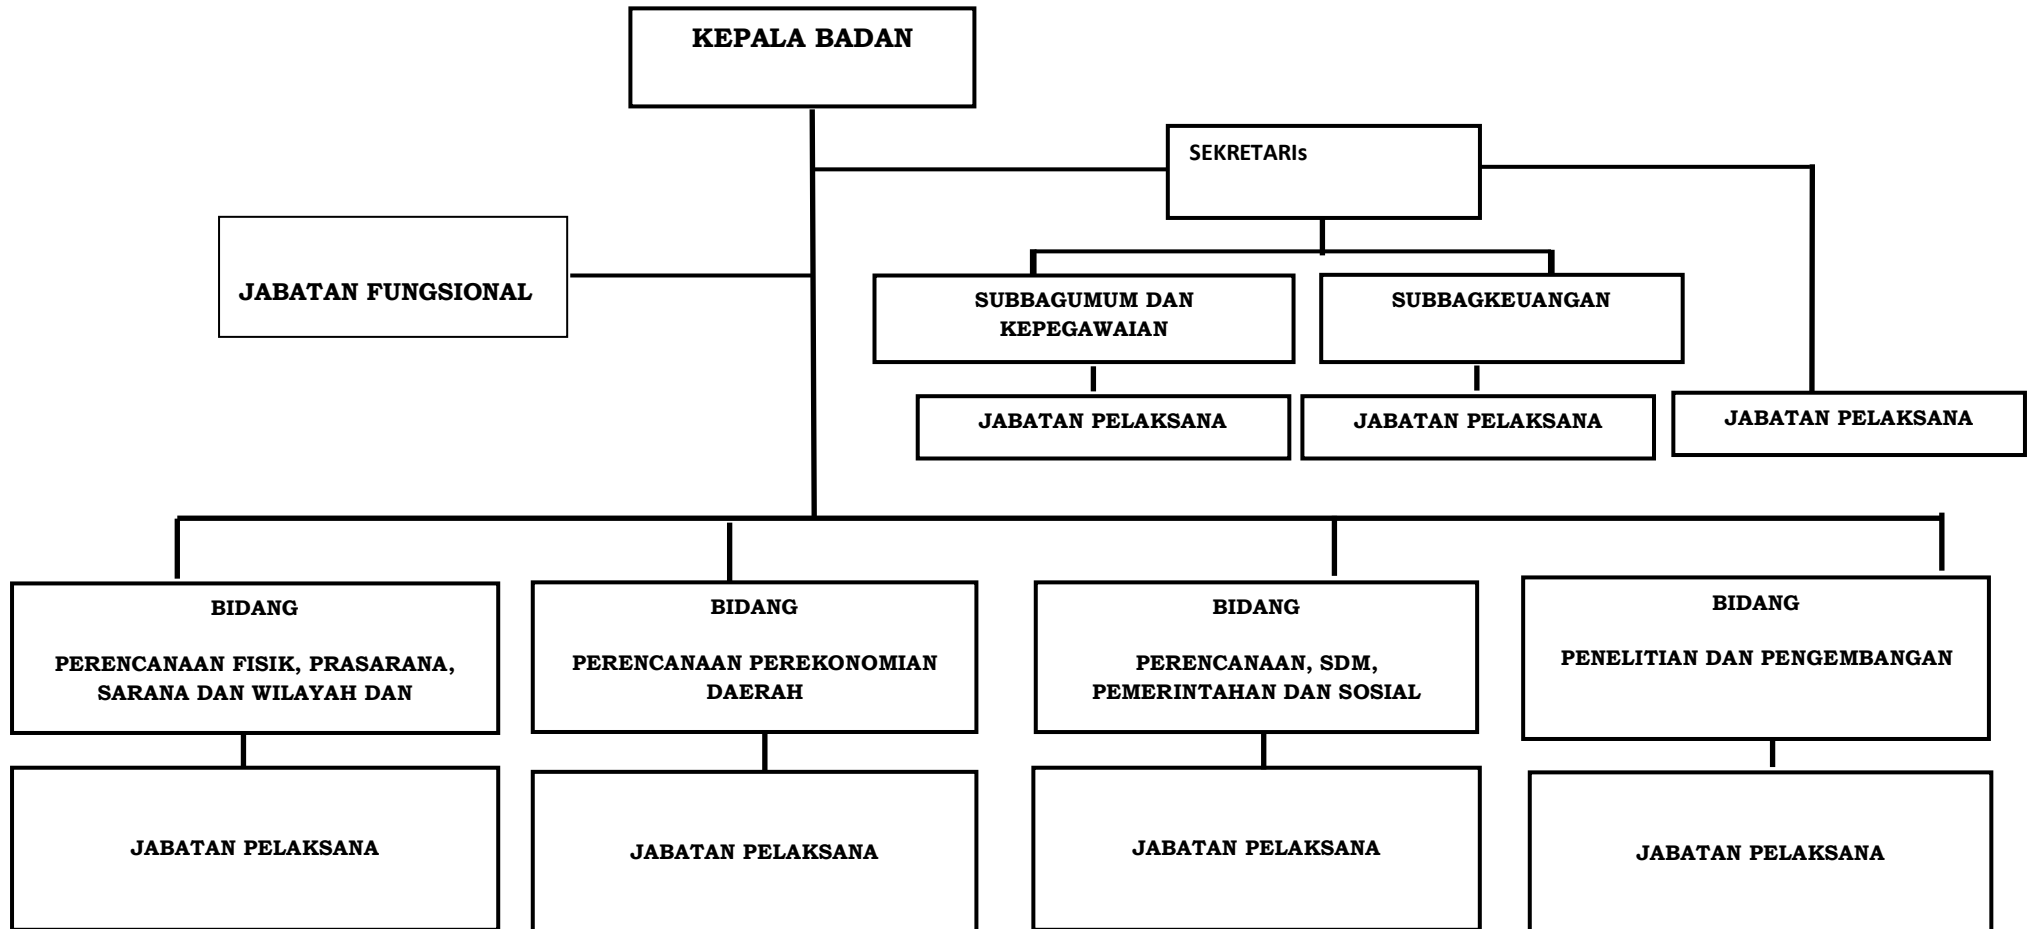 KEPALA BADAN
SEKRETARIs
JABATAN FUNGSIONAL
SUBBAGUMUM DAN
KEPEGAWAIAN
SUBBAGKEUANGAN
JABATAN PELAKSANA
JABATAN PELAKSANA
JABATAN PELAKSANA
BIDANG
PERENCANAAN FISIK, PRASARANA,
SARANA DAN WILAYAH DAN
BIDANG
PERENCANAAN PEREKONOMIAN
DAERAH
BIDANG
PERENCANAAN, SDM,
PEMERINTAHAN DAN SOSIAL
BIDANG
PENELITIAN DAN PENGEMBANGAN
JABATAN PELAKSANA
JABATAN PELAKSANA
JABATAN PELAKSANA
JABATAN PELAKSANA